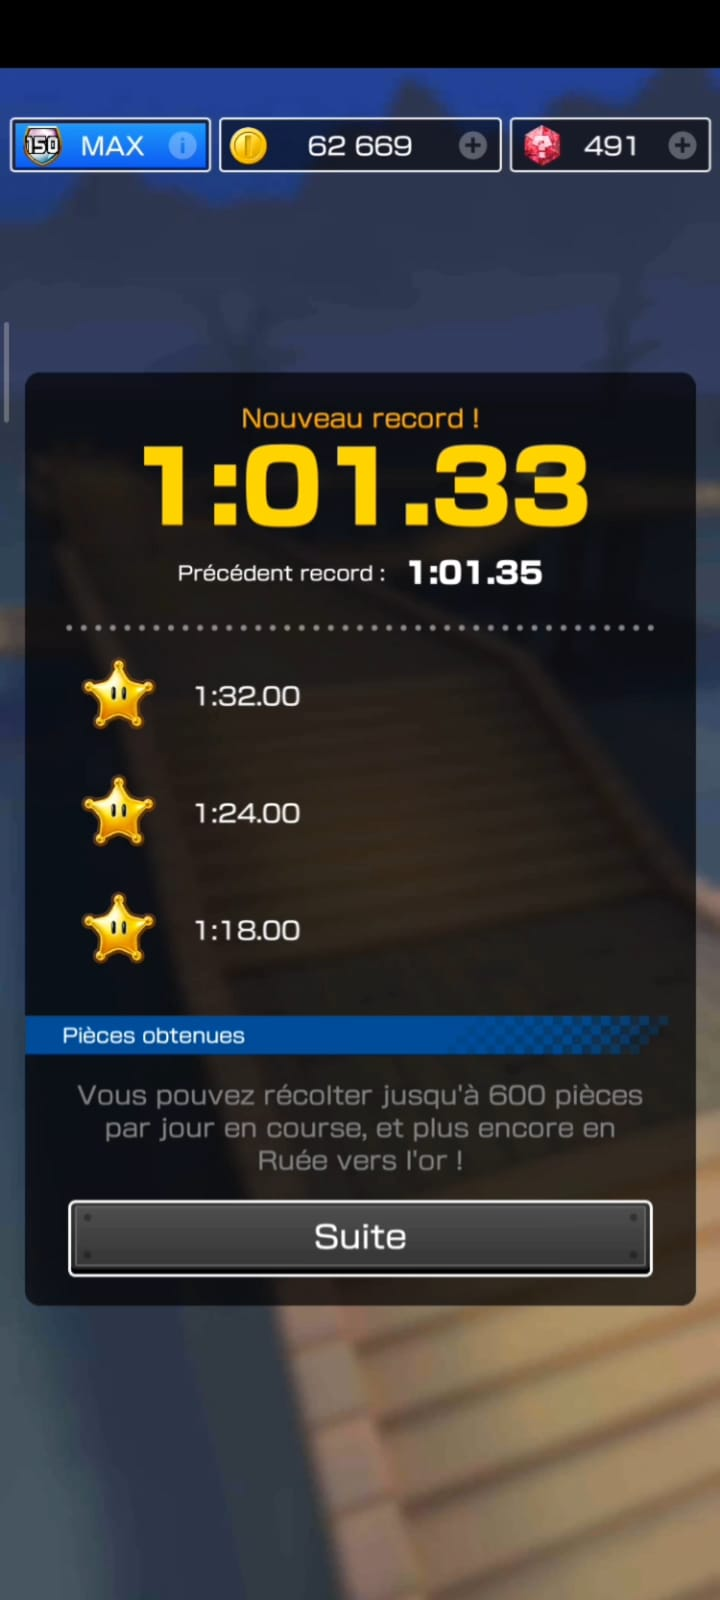 150 MAX i 62 669 + ? 491 +
Nouveau record !
1:01.33
Précédent record : 1:01.35
1:32.00
1:24.00
1:18.00
Pièces obtenues
Vous pouvez récolter jusqu'à 600 pièces
par jour en course, et plus encore en
Ruée vers l'or !
Suite